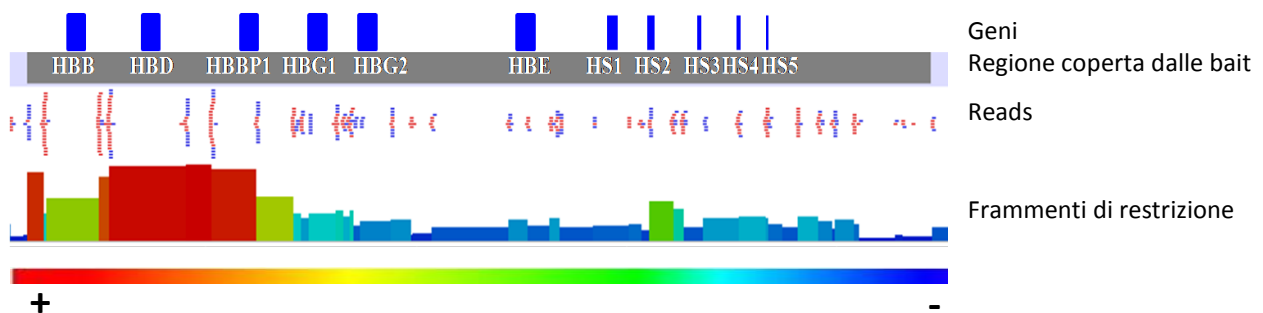 Geni
HBB HBD HBBP1 HBG1 HBG2 HBE HS1 HS2 HS3 HS4 HS5
Regione coperta dalle bait
Reads
Frammenti di restrizione
+ -